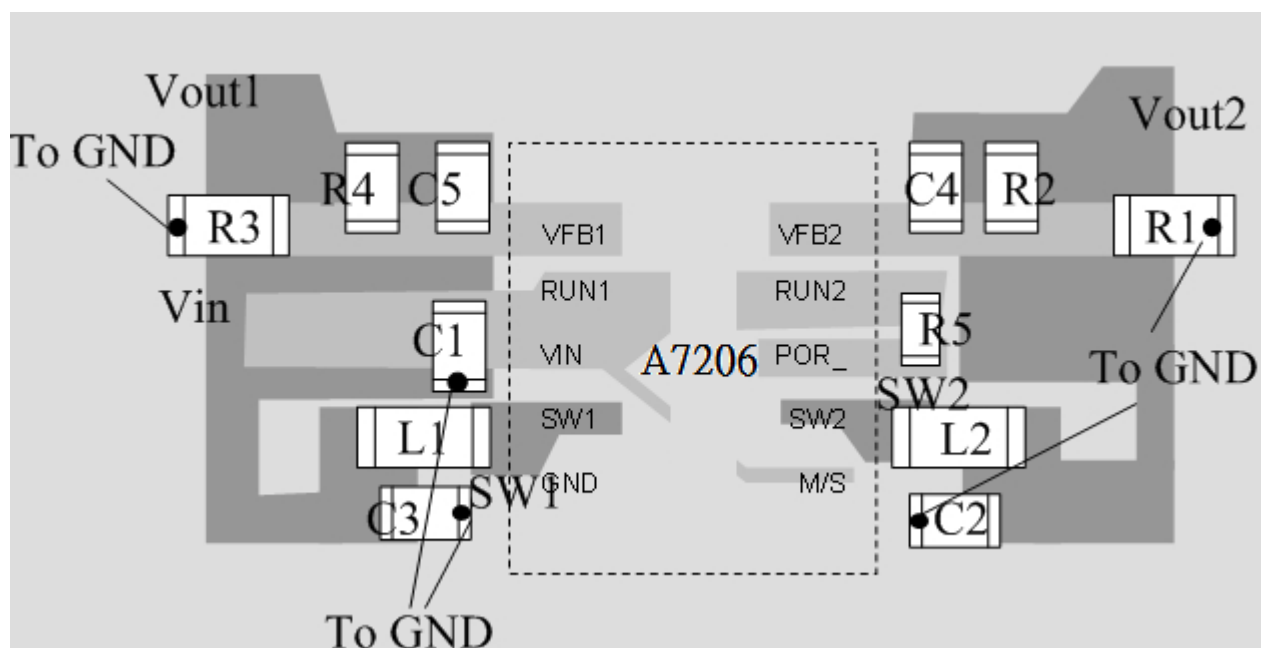 Vout1
Vout2
To GND
R4
C5
C4
R2
R3
VFB1
VFB2
R1
Vin
RUN1
RUN2
C1
VIN
A7206
POR_
R5
To GND
SW2
L1
SW1
SW2
L2
GND
SW1
M/S
C3
C2
To GND